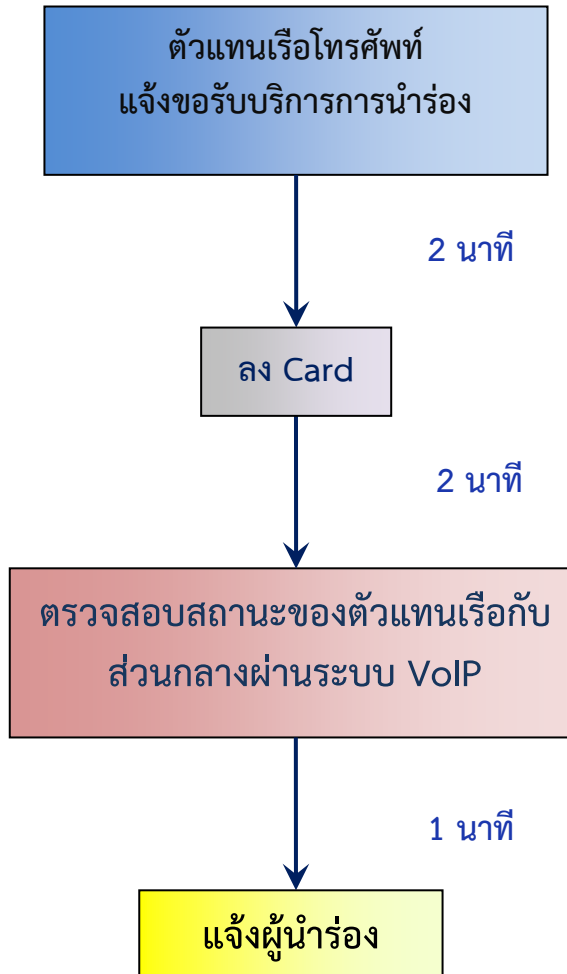 ตัวแทนเรือโทรศัพท์
แจ้งขอรับบริการการนำร่อง
2 นาที
ลง Card
2 นาที
ตรวจสอบสถานะของตัวแทนเรือกับ
ส่วนกลางผ่านระบบ VoIP
1 นาที
แจ้งผู้นำร่อง